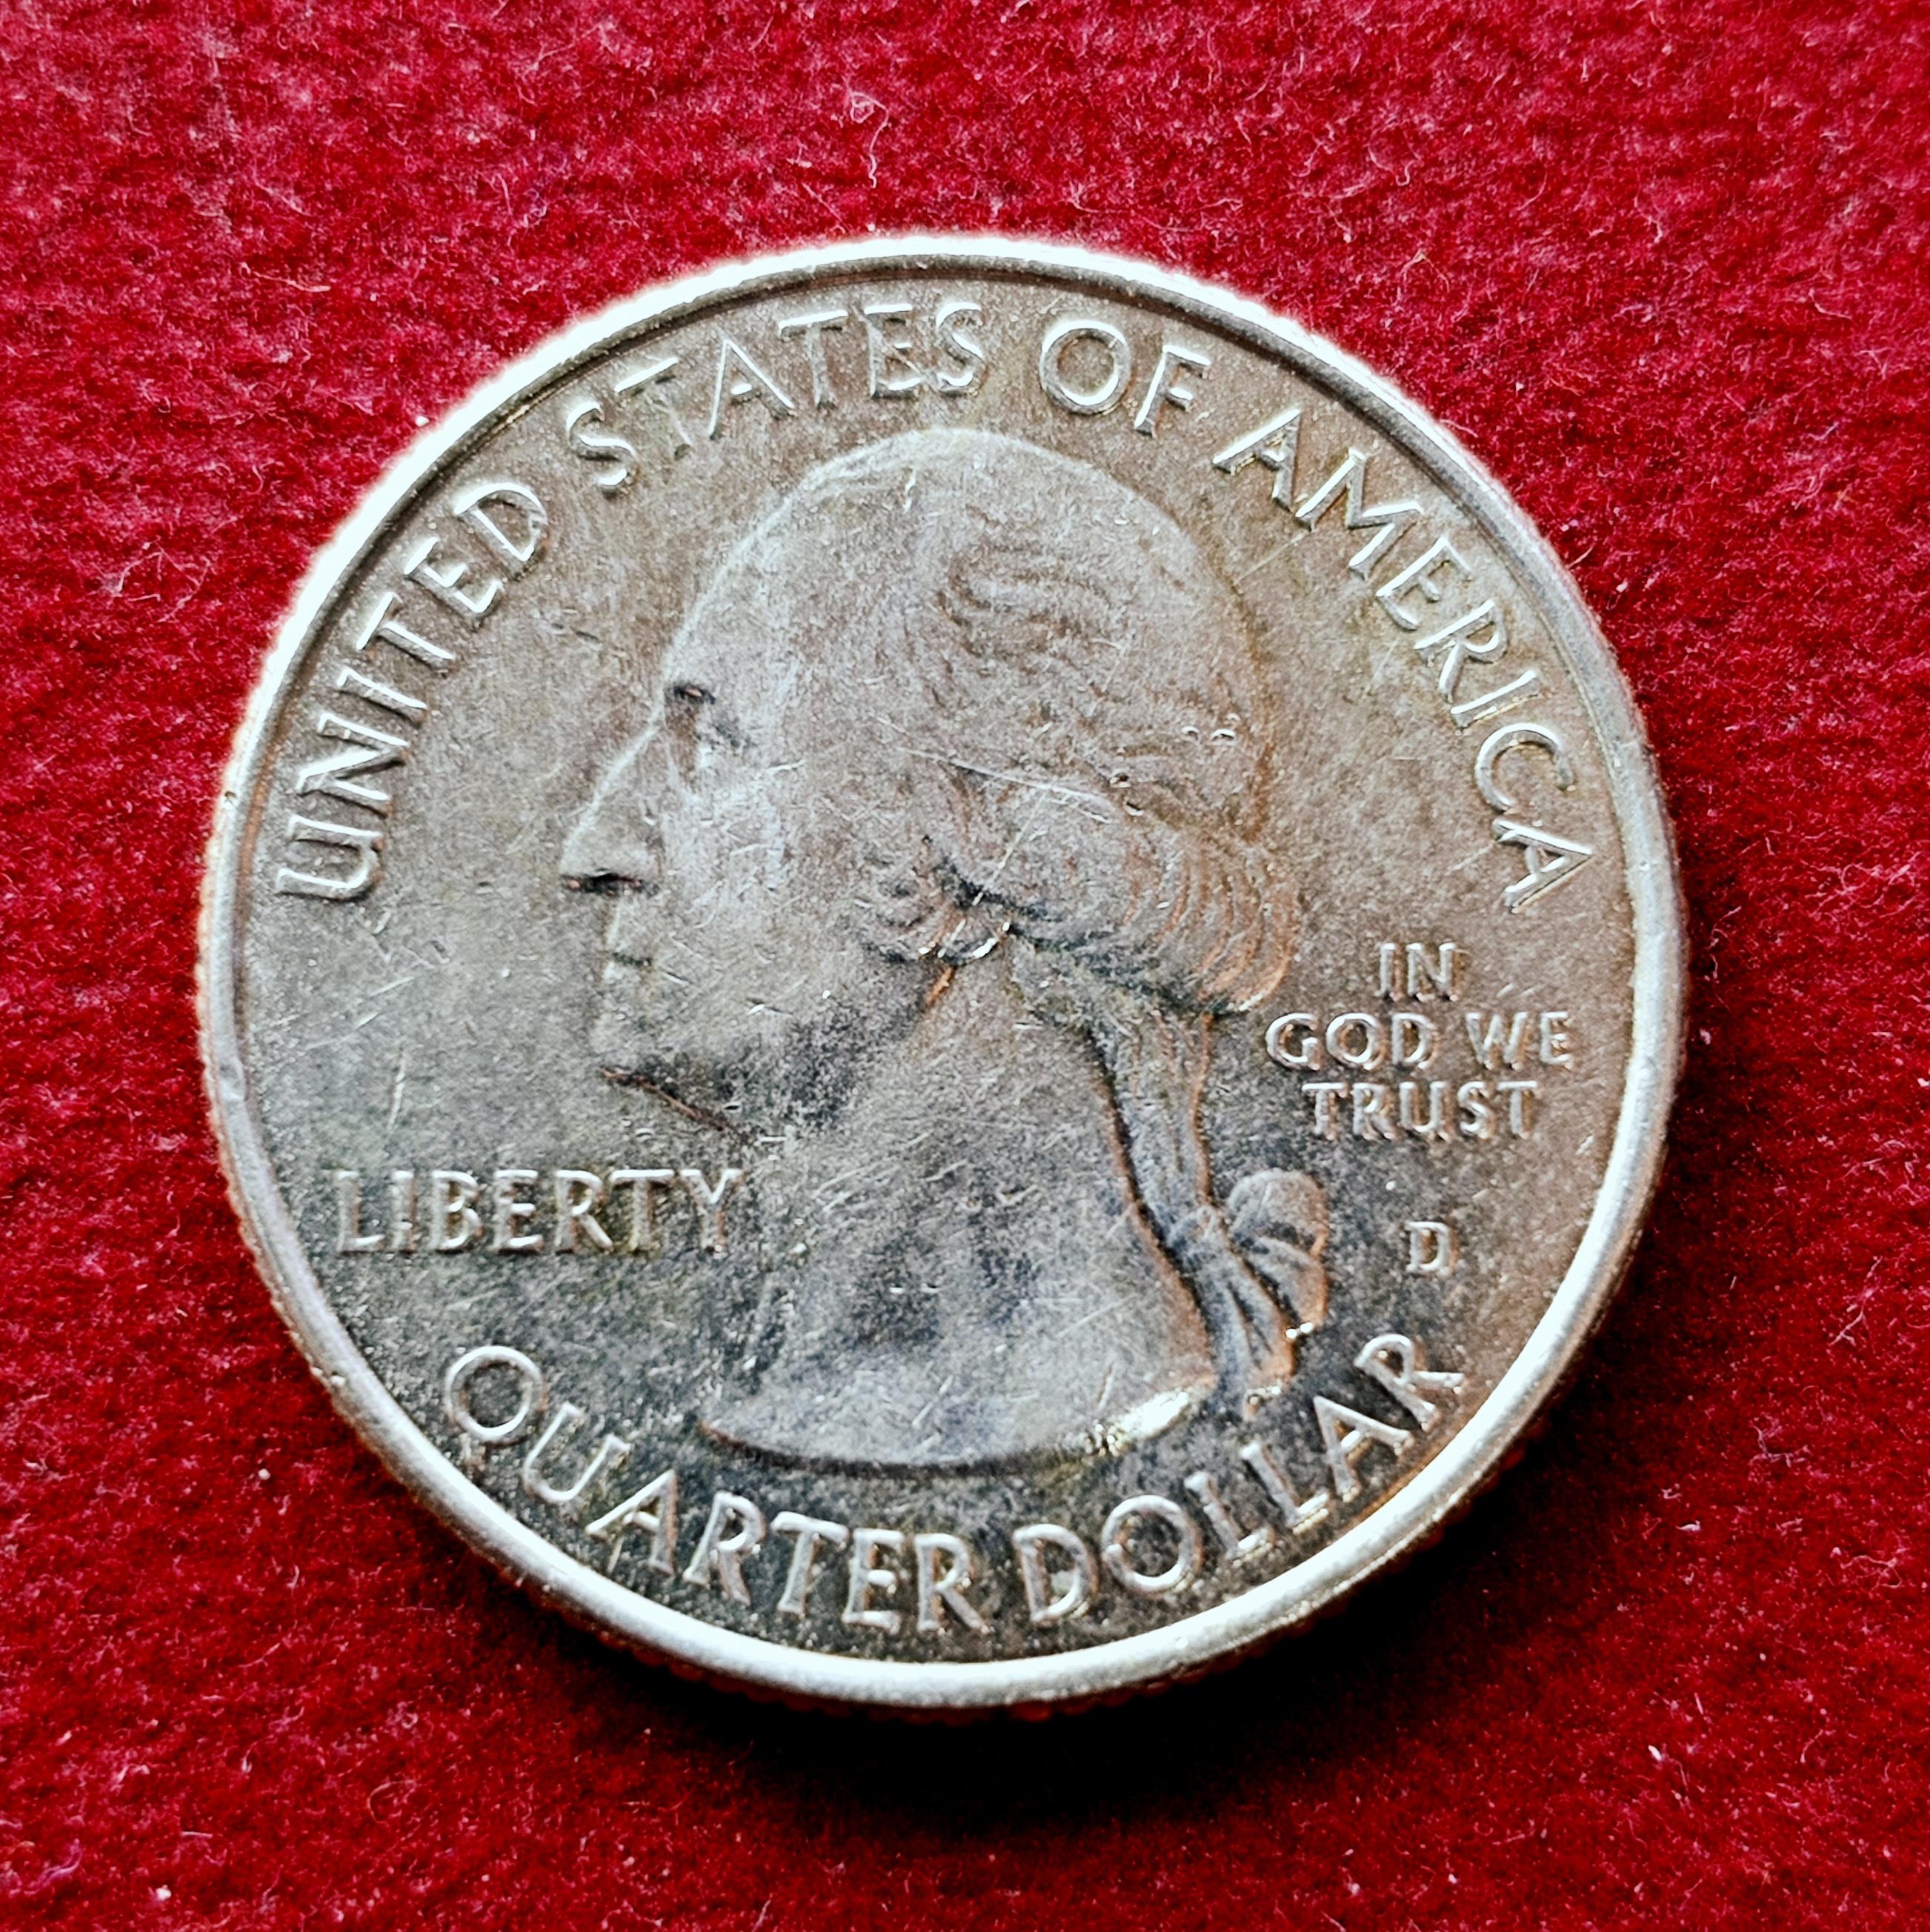 UNITED STATES OF AMERICA
IN
GOD WE
TRUST
LIBERTY
D
QUARTER DOLLAR